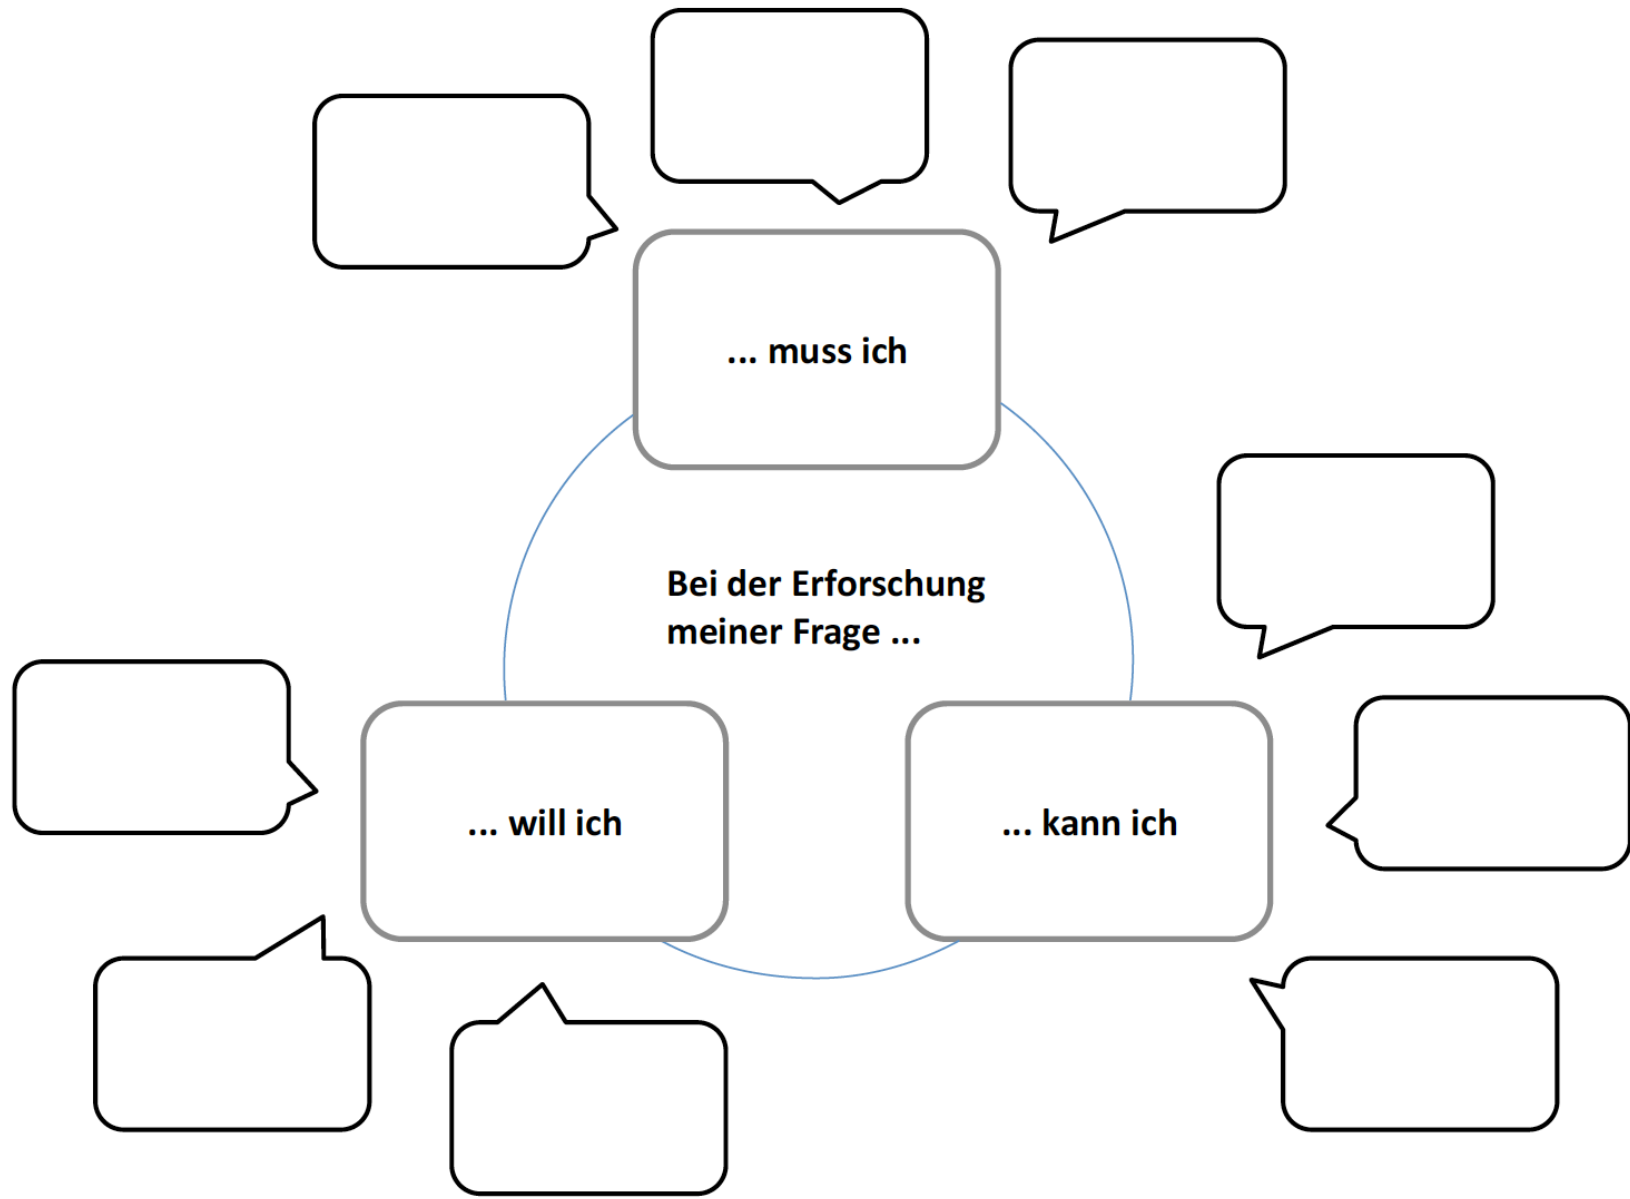 ... muss ich
Bei der Erforschung
meiner Frage ...
... will ich
... kann ich